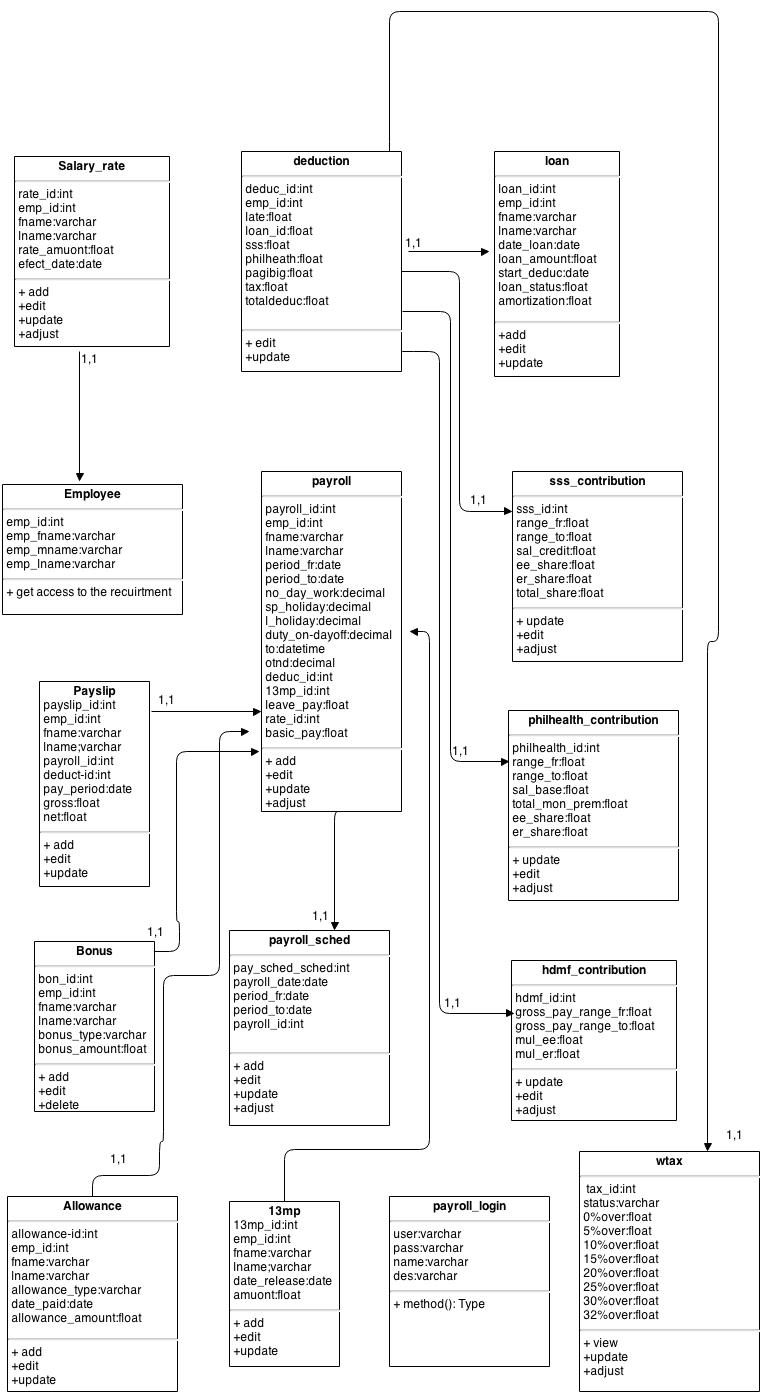 Salary_rate
rate_id:int
emp_id:int
fname:varchar
lname:varchar
rate_amuont:float
efect_date:date
+ add
+edit
+update
+adjust
1,1
deduction
deduc_id:int
emp_id:int
late:float
loan_id:float
sss:float
philheath:float
pagibig:float
tax:float
totaldeduc:float
+ edit
+update
1,1
loan
loan_id:int
emp_id:int
fname:varchar
lname:varchar
date_loan:date
loan_amount:float
start_deduc:date
loan_status:float
amortization:float
+add
+edit
+update
Employee
emp_id:int
emp_fname:varchar
emp_mname:varchar
emp_lname:varchar
+ get access to the recuirtment
payroll
payroll_id:int
emp_id:int
fname:varchar
lname:varchar
period_fr:date
period_to:date
no_day_work:decimal
sp_holiday:decimal
l_holiday:decimal
duty_on-dayoff:decimal
to:datetime
otnd:decimal
deduc_id:int
13mp_id:int
leave_pay:float
rate_id:int
basic_pay:float
+ add
+edit
+update
+adjust
1,1
sss_contribution
sss_id:int
range_fr:float
range_to:float
sal_credit:float
ee_share:float
er_share:float
total_share:float
+ update
+edit
+adjust
Payslip
payslip_id:int
emp_id:int
fname:varchar
lname;varchar
payroll_id:int
deduct-id:int
pay_period:date
gross:float
net:float
+ add
+edit
+update
1,1
1,1
philhealth_contribution
philhealth_id:int
range_fr:float
range_to:float
sal_base:float
total_mon_prem:float
ee_share:float
er_share:float
+ update
+edit
+adjust
1,1
Bonus
bon_id:int
emp_id:int
fname:varchar
lname:varchar
bonus_type:varchar
bonus_amount:float
+ add
+edit
+delete
1,1
payroll_sched
pay_sched_sched:int
payroll_date:date
period_fr:date
period_to:date
payroll_id:int
+ add
+edit
+update
+adjust
1,1
hdmf_contribution
hdmf_id:int
gross_pay_range_fr:float
gross_pay_range_to:float
mul_ee:float
mul_er:float
+ update
+edit
+adjust
1,1
Allowance
allowance-id:int
emp_id:int
fname:varchar
lname:varchar
allowance_type:varchar
date_paid:date
allowance_amount:float
+ add
+edit
+update
13mp
13mp_id:int
emp_id:int
fname:varchar
lname;varchar
date_release:date
amuont:float
+ add
+edit
+update
payroll_login
user:varchar
pass:varchar
name:varchar
des:varchar
+ method(): Type
1,1
wtax
tax_id:int
status:varchar
0%over:float
5%over:float
10%over:float
15%over:float
20%over:float
25%over:float
30%over:float
32%over:float
+ view
+update
+adjust